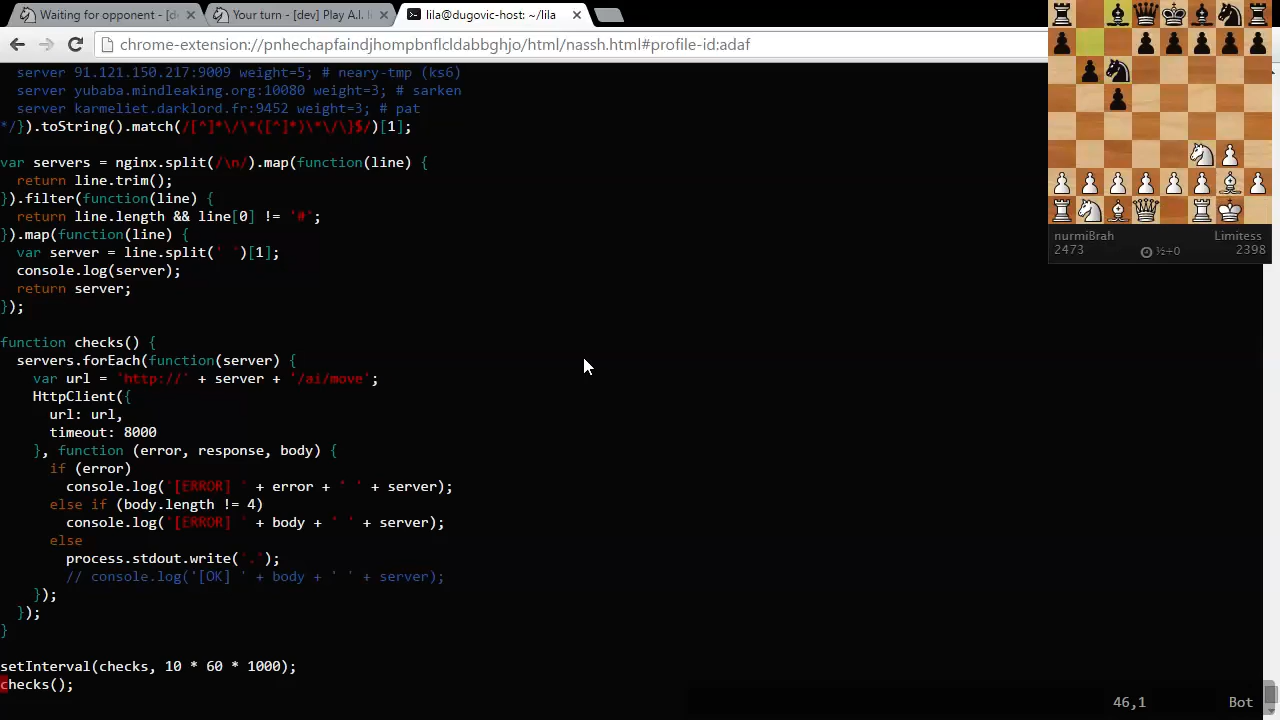 Waiting for opponent - [d
Your turn - [dev] Play A.I. l
lila@dugovic-host: ~/lila
chrome-extension://pnhechapfaindjhompbnflcldabbghjo/html/nassh.html#profile-id:adaf
server 91.121.150.217:9009 weight=5; # neary-tmp (ks6)
server yubaba.mindleaking.org:10080 weight=3; # sarken
server karmeliet.darklord.fr:9452 weight=3; # pat
*/}).toString().match(/[^]*\/\*([^]*)\*\/\}$/)[1];
var servers = nginx.split(/\n/).map(function(line) {
return line.trim();
}).filter(function(line) {
return line.length && line[0] != '#';
}).map(function(line) {
var server = line.split(' ')[1];
console.log(server);
return server;
});
function checks() {
servers.forEach(function(server) {
var url = 'http://' + server + '/ai/move';
HttpClient({
url: url,
timeout: 8000
}, function (error, response, body) {
if (error)
console.log('[ERROR] ' + error + ' ' + server);
else if (body.length != 4)
console.log('[ERROR] ' + body + ' ' + server);
else
process.stdout.write('.');
// console.log('[OK] ' + body + ' ' + server);
});
});
}
setInterval(checks, 10 * 60 * 1000);
checks();
46,1 Bot
nurmiBrah Limitess
2473 ½+0 2398